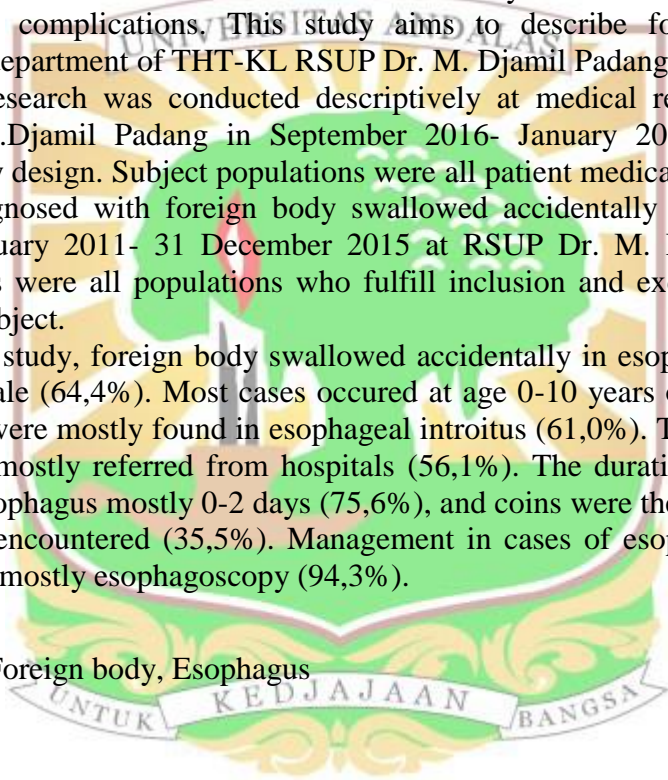 complications. This study aims to describe fo
UNIVERSITAS ANDALAS
epartment of THT-KL RSUP Dr. M. Djamil Padang
esearch was conducted descriptively at medical re
.Djamil Padang in September 2016- January 20
design. Subject populations were all patient medica
gnosed with foreign body swallowed accidentally
uary 2011- 31 December 2015 at RSUP Dr. M.
s were all populations who fulfill inclusion and ex
bject.
study, foreign body swallowed accidentally in esop
ale (64,4%). Most cases occured at age 0-10 years
were mostly found in esophageal introitus (61,0%). T
mostly referred from hospitals (56,1%). The durati
ophagus mostly 0-2 days (75,6%), and coins were the
encountered (35,5%). Management in cases of esop
mostly esophagoscopy (94,3%).
Foreign body, Esophagus
UNTUK KEDJAJAAN BANGSA